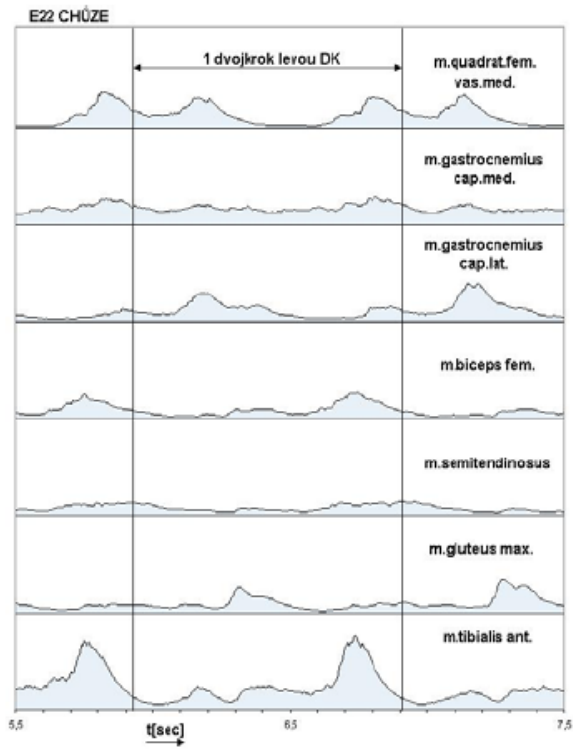 E22 CHŮZE
1 dvojkrok levou DK
m.quadrat.fem.
vas.med.
m.gastrocnemius
cap.med.
m.gastrocnemius
cap.lat.
m.biceps fem.
m.semitendinosus
m.gluteus max.
m.tibialis ant.
5,5 6,5 7,5
t[sec]